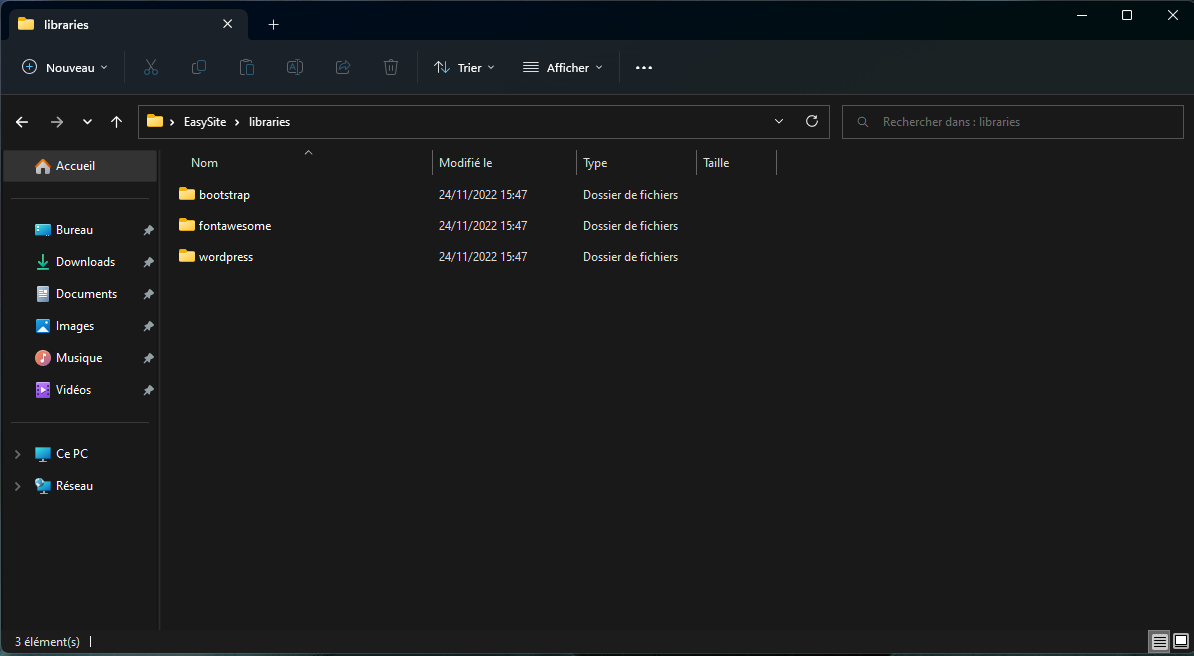 libraries
Nouveau
Trier
Afficher
EasySite
libraries
Rechercher dans : libraries
Accueil
Nom Modifié le Type Taille
bootstrap 24/11/2022 15:47 Dossier de fichiers
fontawesome 24/11/2022 15:47 Dossier de fichiers
wordpress 24/11/2022 15:47 Dossier de fichiers
Bureau
Downloads
Documents
Images
Musique
Vidéos
Ce PC
Réseau
3 élément(s)